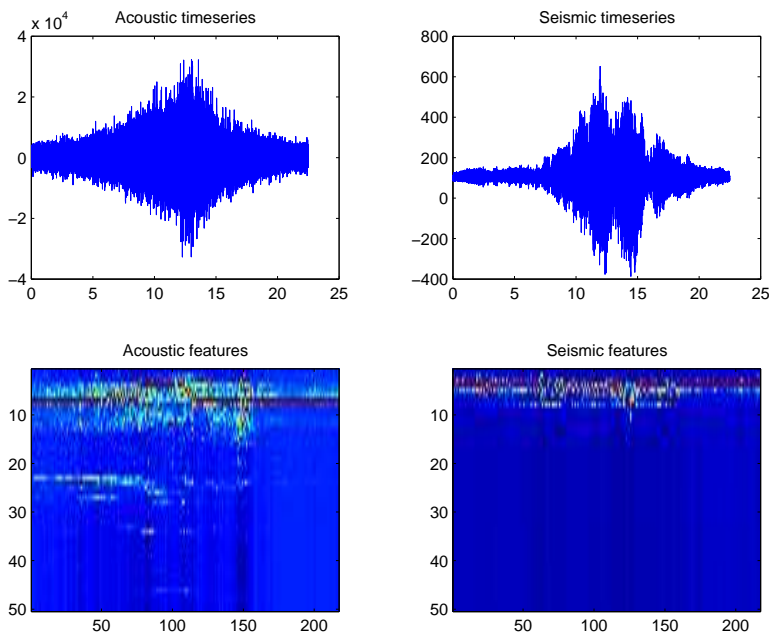 Acoustic timeseries
x 10^4
4
2
0
−2
−4
0 5 10 15 20 25
Seismic timeseries
800
600
400
200
0
−200
−400
0 5 10 15 20 25
Acoustic features
10
20
30
40
50
50 100 150 200
Seismic features
10
20
30
40
50
50 100 150 200